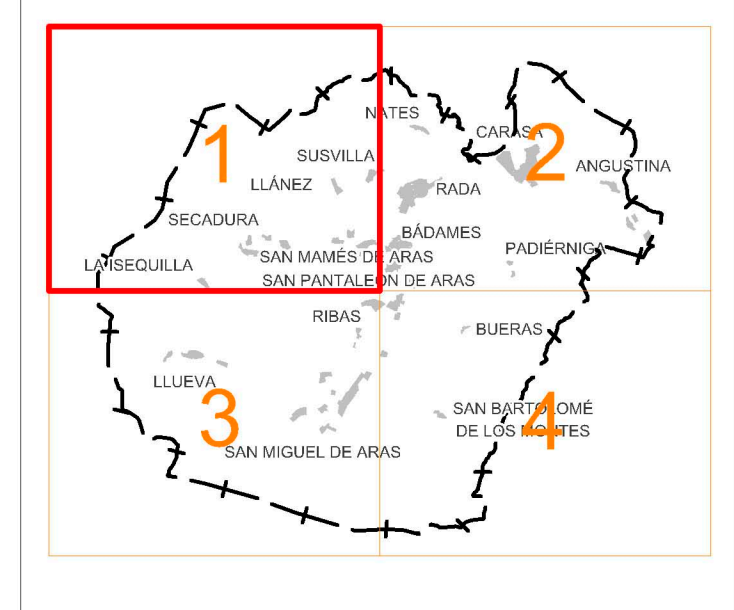 NATES
CARASA
1
2
SUSVILLA
ANGUSTINA
LLÁNEZ
RADA
SECADURA
BÁDAMES
PADIÉRNIGA
SAN MAMÉS DE ARAS
LA ISEQUILLA
SAN PANTALEÓN DE ARAS
RIBAS
BUERAS
LLUEVA
3
4
SAN BARTOLOMÉ
DE LOS MONTES
SAN MIGUEL DE ARAS